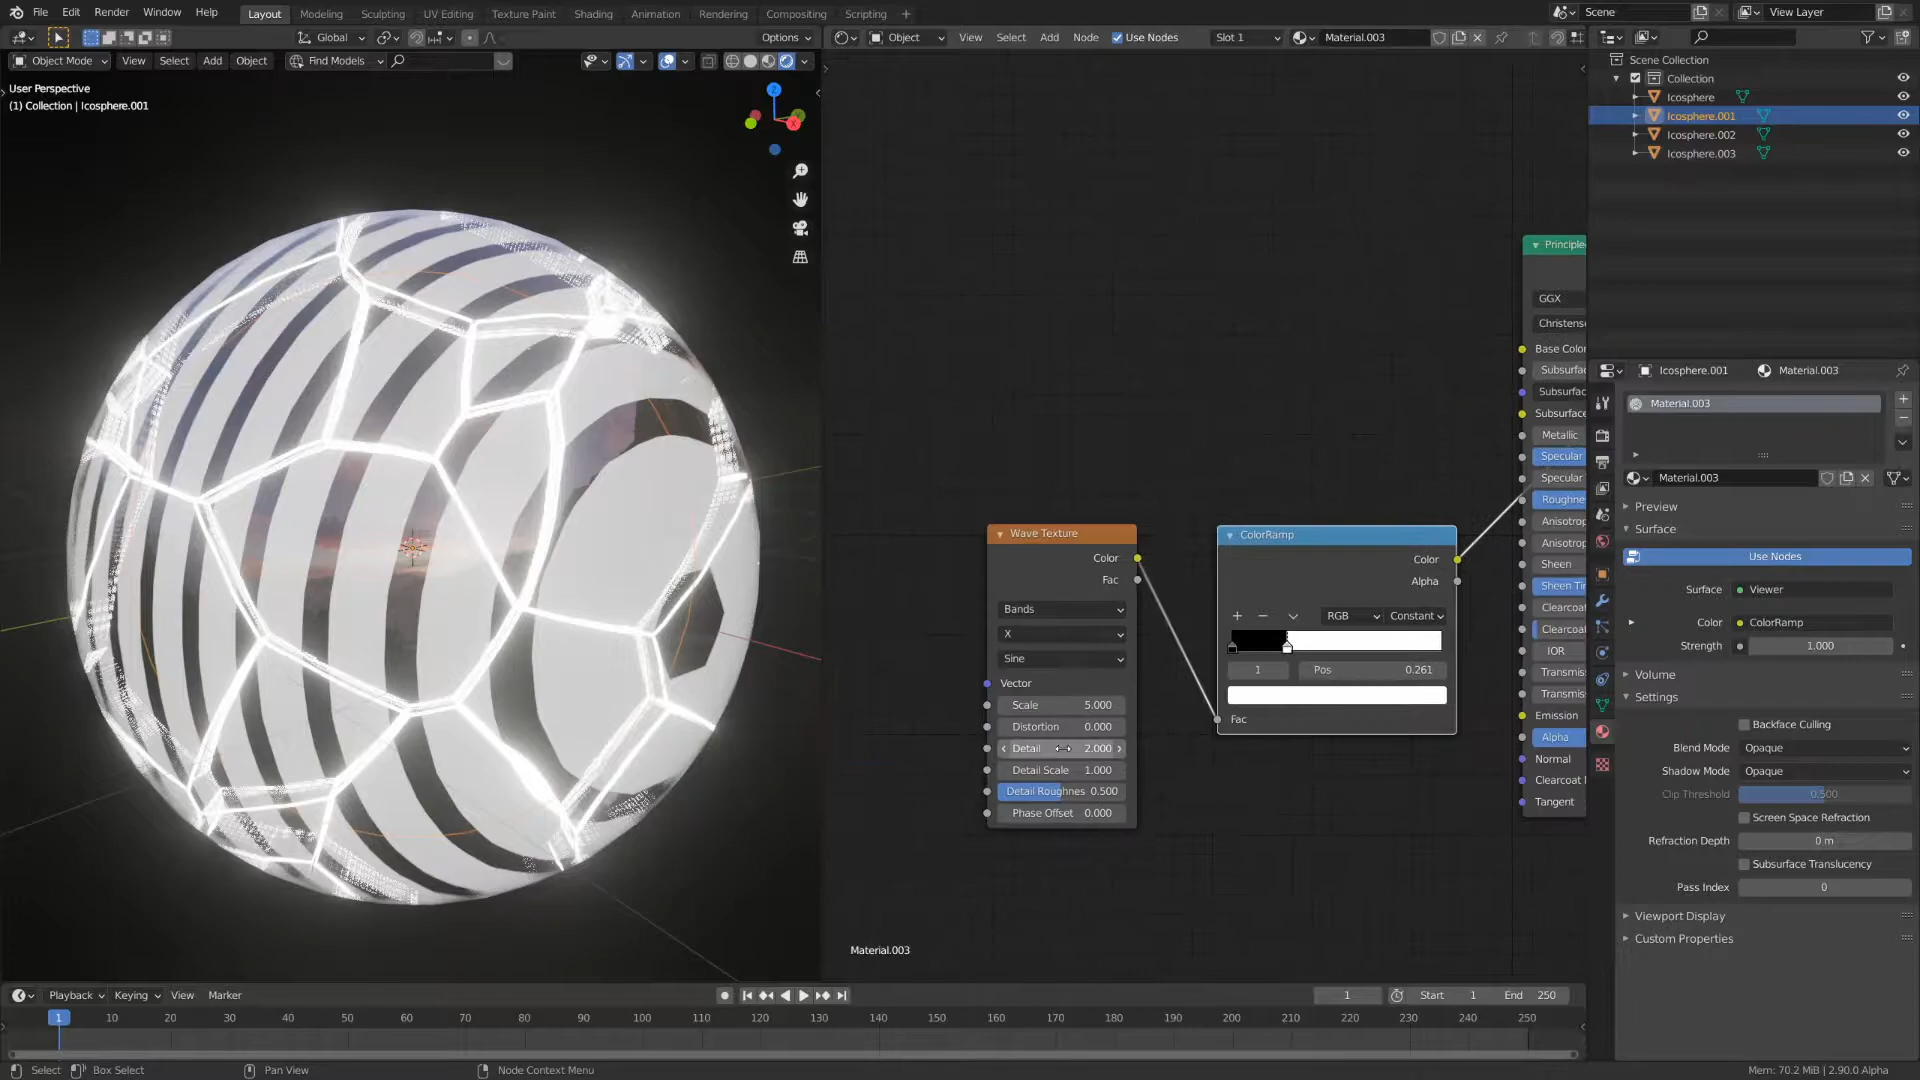 File Edit Render Window Help Layout Modeling Sculpting UV Editing Texture Paint Shading Animation Rendering Compositing Scripting + Scene View Layer
Global Options Object View Select Add Node Use Nodes Slot 1 Material.003
Object Mode View Select Add Object Find Models
User Perspective
(1) Collection | Icosphere.001
X
Scene Collection
Collection
Icosphere
Icosphere.001
Icosphere.002
Icosphere.003
Wave Texture
Color
Fac
Bands
X
Sine
Vector
Scale 5.000
Distortion 0.000
Detail 2.000
Detail Scale 1.000
Detail Roughnes 0.500
Phase Offset 0.000
ColorRamp
Color
Alpha
RGB Constant
1 Pos 0.261
Fac
Principle
GGX
Christens
Base Color
Subsurfac
Subsurfac
Subsurface
Metallic
Specular
Specular
Roughne
Anisotrop
Anisotrop
Sheen
Sheen Tir
Clearcoat
Clearcoat
IOR
Transmis
Transmis
Emission
Alpha
Normal
Clearcoat
Tangent
Material.003
Icosphere.001 Material.003
Material.003
Material.003
Preview
Surface
Use Nodes
Surface Viewer
Color ColorRamp
Strength 1.000
Volume
Settings
Backface Culling
Blend Mode Opaque
Shadow Mode Opaque
Clip Threshold 0.500
Screen Space Refraction
Refraction Depth 0 m
Subsurface Translucency
Pass Index 0
Viewport Display
Custom Properties
Playback Keying View Marker 1 Start 1 End 250
1 10 20 30 40 50 60 70 80 90 100 110 120 130 140 150 160 170 180 190 200 210 220 230 240 250
Select Box Select Pan View Node Context Menu Mem: 70.2 MiB | 2.90.0 Alpha